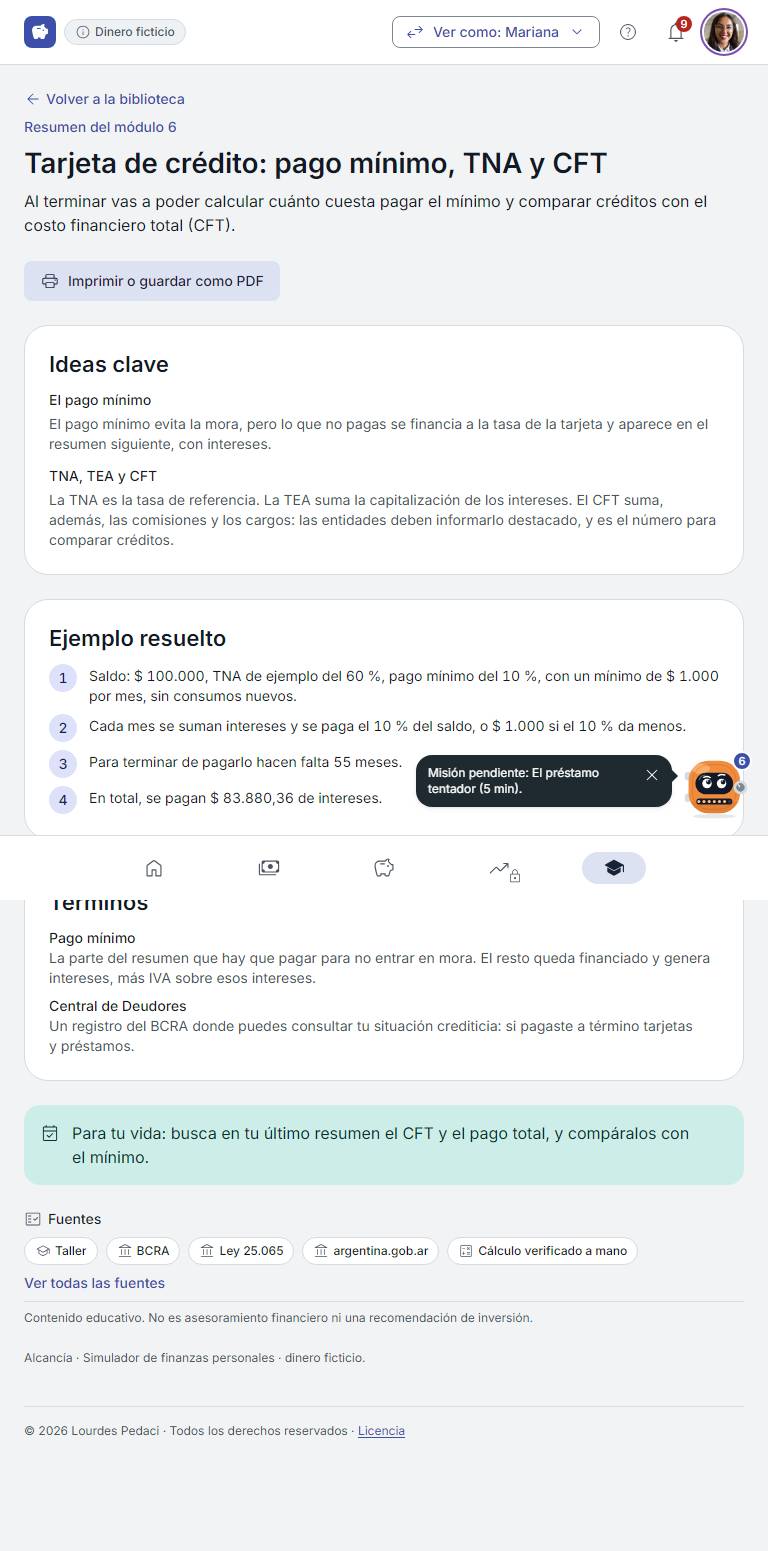 Dinero ficticio
Ver como: Mariana
9
Volver a la biblioteca
Resumen del módulo 6
Tarjeta de crédito: pago mínimo, TNA y CFT
Al terminar vas a poder calcular cuánto cuesta pagar el mínimo y comparar créditos con el
costo financiero total (CFT).
Imprimir o guardar como PDF
Ideas clave
El pago mínimo
El pago mínimo evita la mora, pero lo que no pagas se financia a la tasa de la tarjeta y aparece en el
resumen siguiente, con intereses.
TNA, TEA y CFT
La TNA es la tasa de referencia. La TEA suma la capitalización de los intereses. El CFT suma,
además, las comisiones y los cargos: las entidades deben informarlo destacado, y es el número para
comparar créditos.
Ejemplo resuelto
1 Saldo: $ 100.000, TNA de ejemplo del 60 %, pago mínimo del 10 %, con un mínimo de $ 1.000
por mes, sin consumos nuevos.
2 Cada mes se suman intereses y se paga el 10 % del saldo, o $ 1.000 si el 10 % da menos.
3 Para terminar de pagarlo hacen falta 55 meses.
4 En total, se pagan $ 83.880,36 de intereses.
Misión pendiente: El préstamo
tentador (5 min).
6
Términos
Pago mínimo
La parte del resumen que hay que pagar para no entrar en mora. El resto queda financiado y genera
intereses, más IVA sobre esos intereses.
Central de Deudores
Un registro del BCRA donde puedes consultar tu situación crediticia: si pagaste a término tarjetas
y préstamos.
Para tu vida: busca en tu último resumen el CFT y el pago total, y compáralos con
el mínimo.
Fuentes
Taller
BCRA
Ley 25.065
argentina.gob.ar
Cálculo verificado a mano
Ver todas las fuentes
Contenido educativo. No es asesoramiento financiero ni una recomendación de inversión.
Alcancía · Simulador de finanzas personales · dinero ficticio.
© 2026 Lourdes Pedaci · Todos los derechos reservados · Licencia